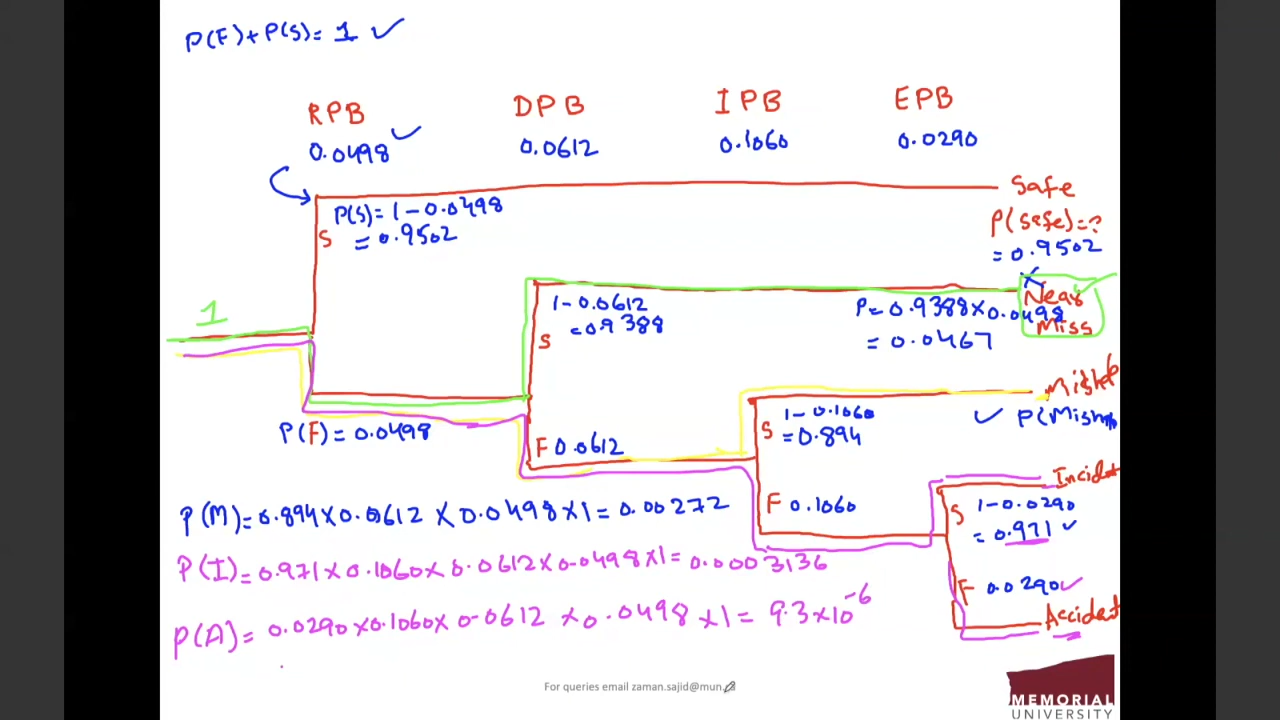 P(F)+P(S)= 1 ✓
RPB DPB IPB EPB
0.0498 ✓ 0.0612 0.1060 0.0290
Safe
P(S)= 1 - 0.0498
P(safe)=?
S = 0.9502
= 0.9502
1
1-0.0612
=0.9388
S
Near
Miss
P= 0.9388×0.0498
= 0.0467
P(F) = 0.0498
F 0.0612
1-0.1060
S =0.894
✓ P(Mish
F 0.1060
Incident
S 1-0.0290
= 0.971 ✓
F 0.0290 ✓
Accident
P(M)=0.894×0.0612 ×0.0498×1=0.00272
P(I)=0.971×0.1060×0.0612×0.0498×1=0.0003136
P(A)= 0.0290×0.1060×0.0612 ×0.0498 ×1= 9.3×10-6
For queries email zaman.sajid@mun.
MEMORIAL
UNIVERSITY